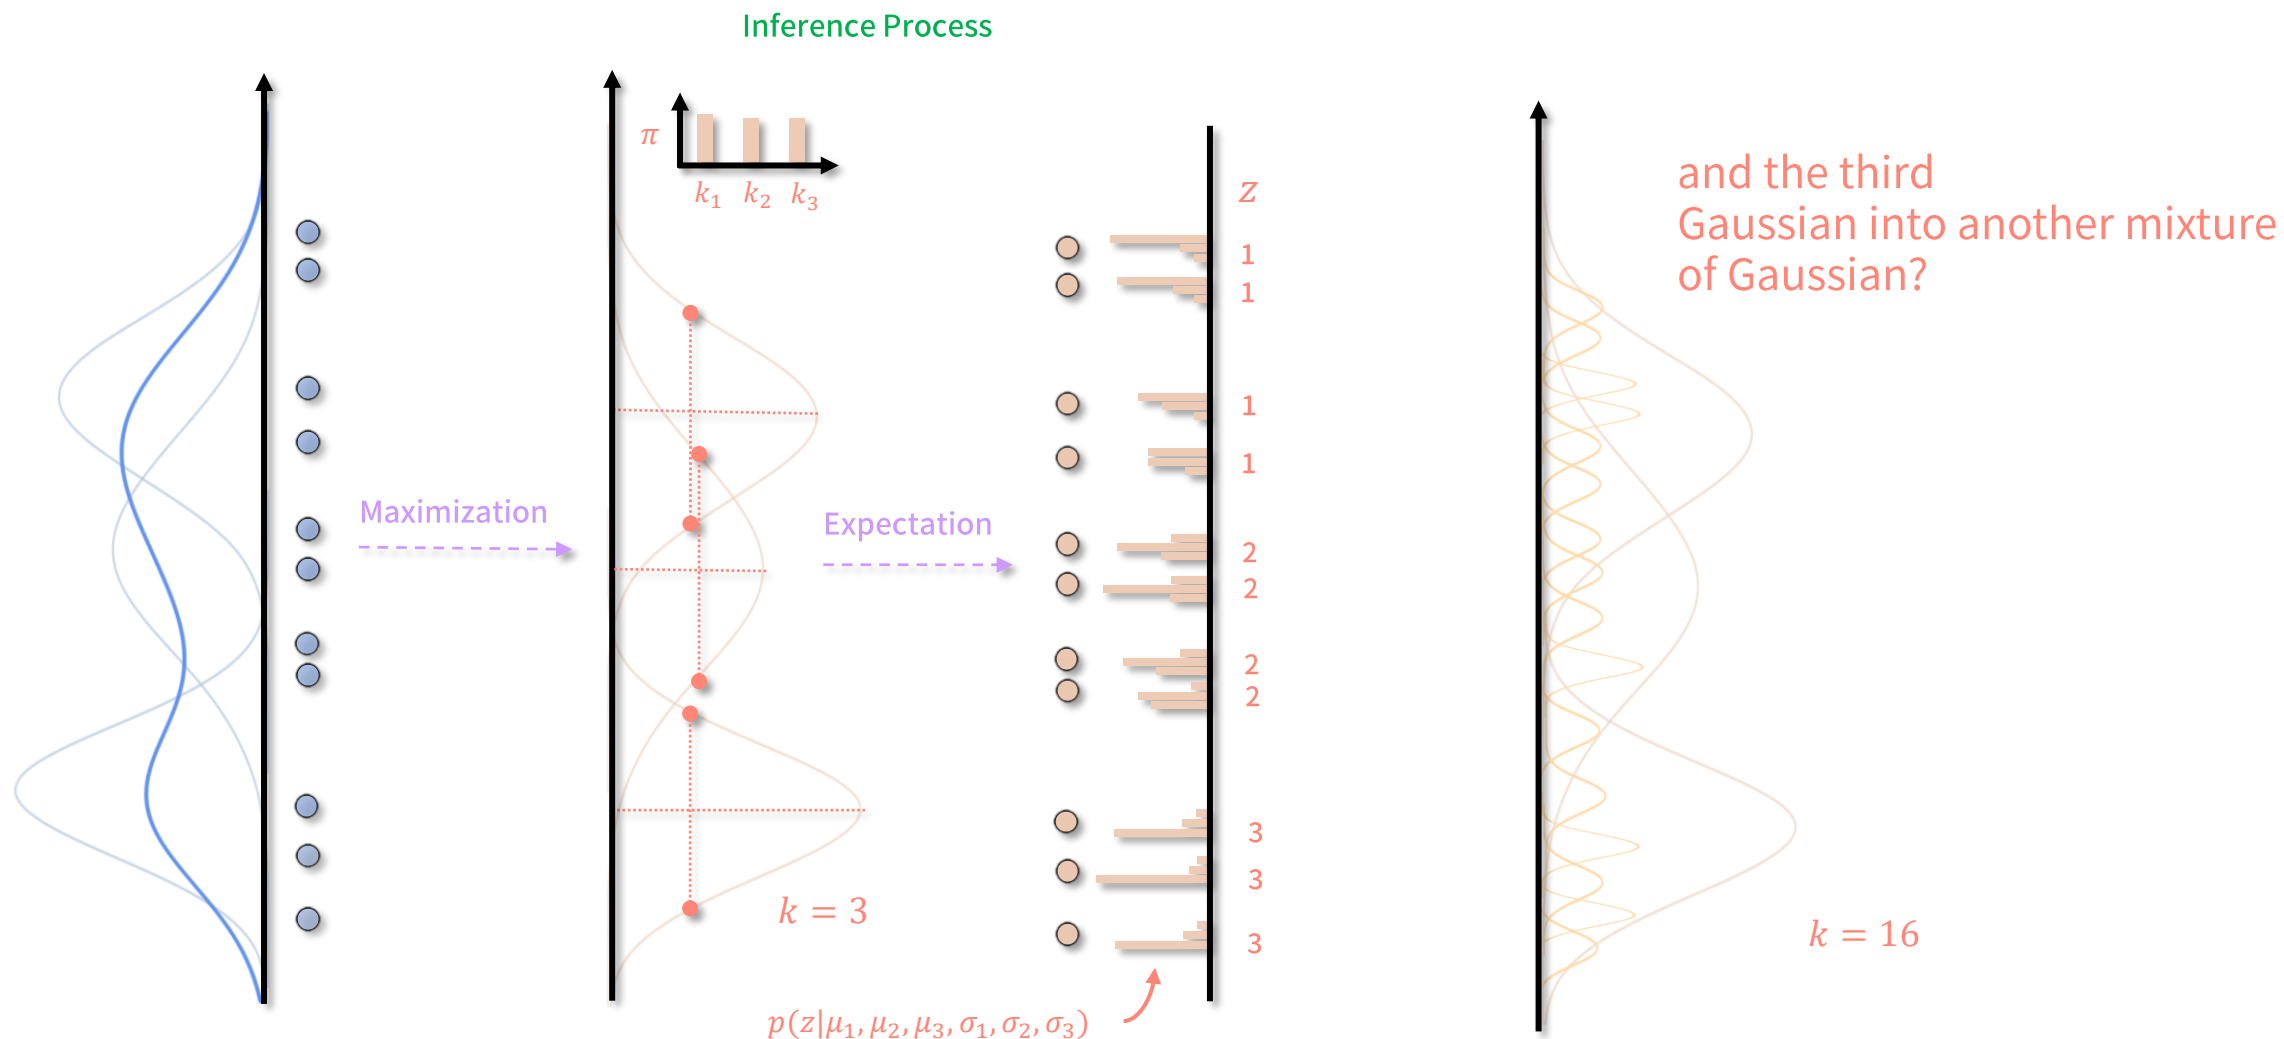 Inference Process
π
k₁ k₂ k₃
z
and the third
Gaussian into another mixture
of Gaussian?
1
1
1
1
Maximization
Expectation
2
2
2
2
3
3
3
k = 3
k = 16
p(z|μ₁, μ₂, μ₃, σ₁, σ₂, σ₃)